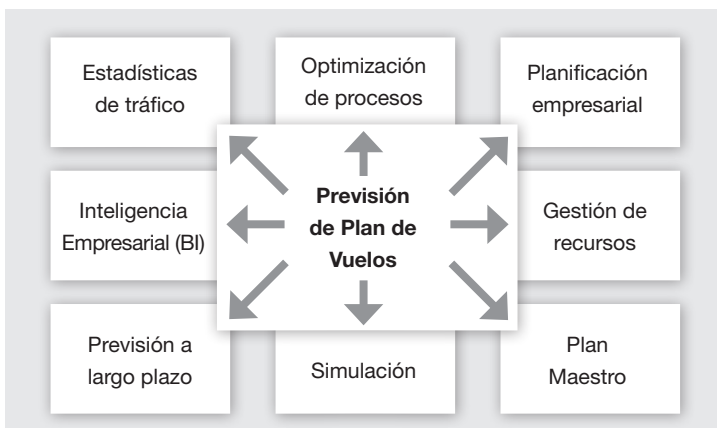 Estadísticas
de tráfico
Optimización
de procesos
Planificación
empresarial
Inteligencia
Empresarial (BI)
Previsión
de Plan de
Vuelos
Gestión de
recursos
Previsión a
largo plazo
Simulación
Plan
Maestro